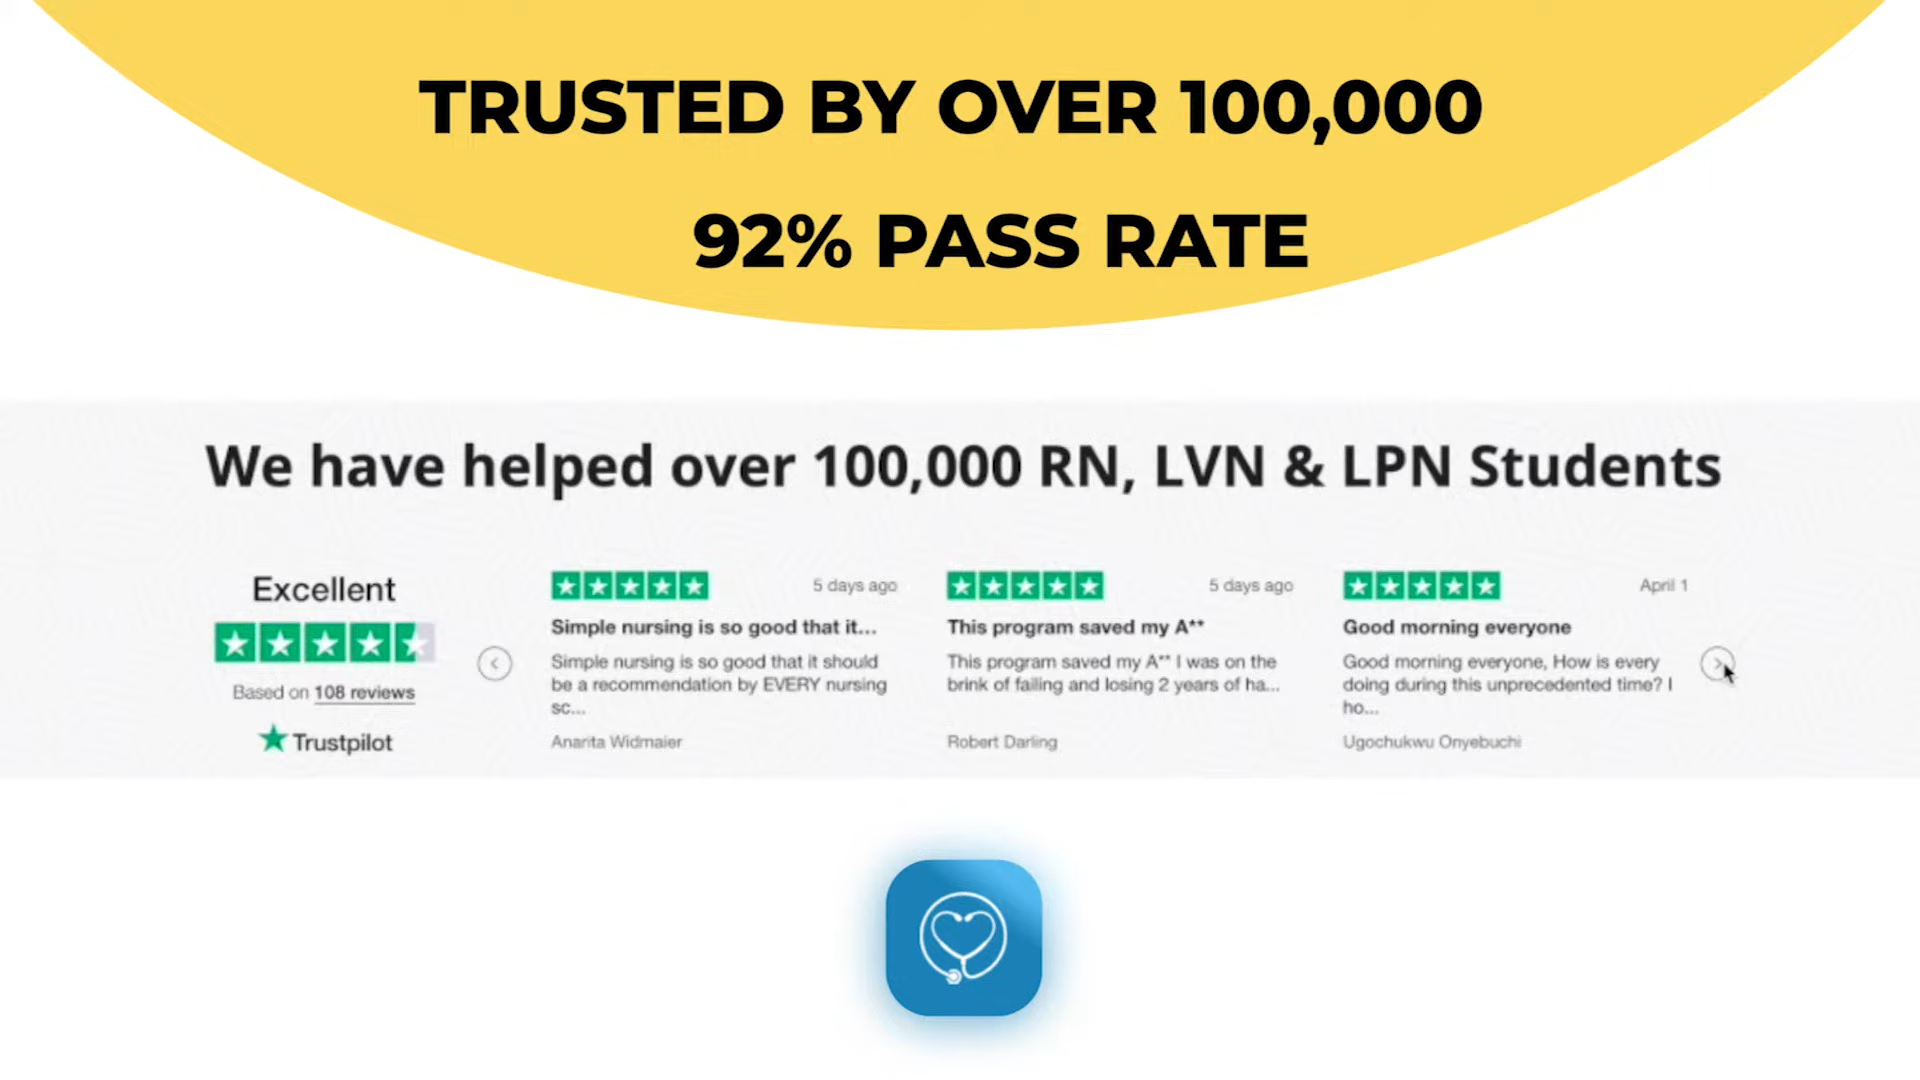 TRUSTED BY OVER 100,000
92% PASS RATE
We have helped over 100,000 RN, LVN & LPN Students
Excellent
Based on 108 reviews
Trustpilot
5 days ago
Simple nursing is so good that it...
Simple nursing is so good that it should
be a recommendation by EVERY nursing
sc...
Anarita Widmaier
5 days ago
This program saved my A**
This program saved my A** I was on the
brink of failing and losing 2 years of ha...
Robert Darling
April 1
Good morning everyone
Good morning everyone, How is every
doing during this unprecedented time? I
ho...
Ugochukwu Onyebuchi